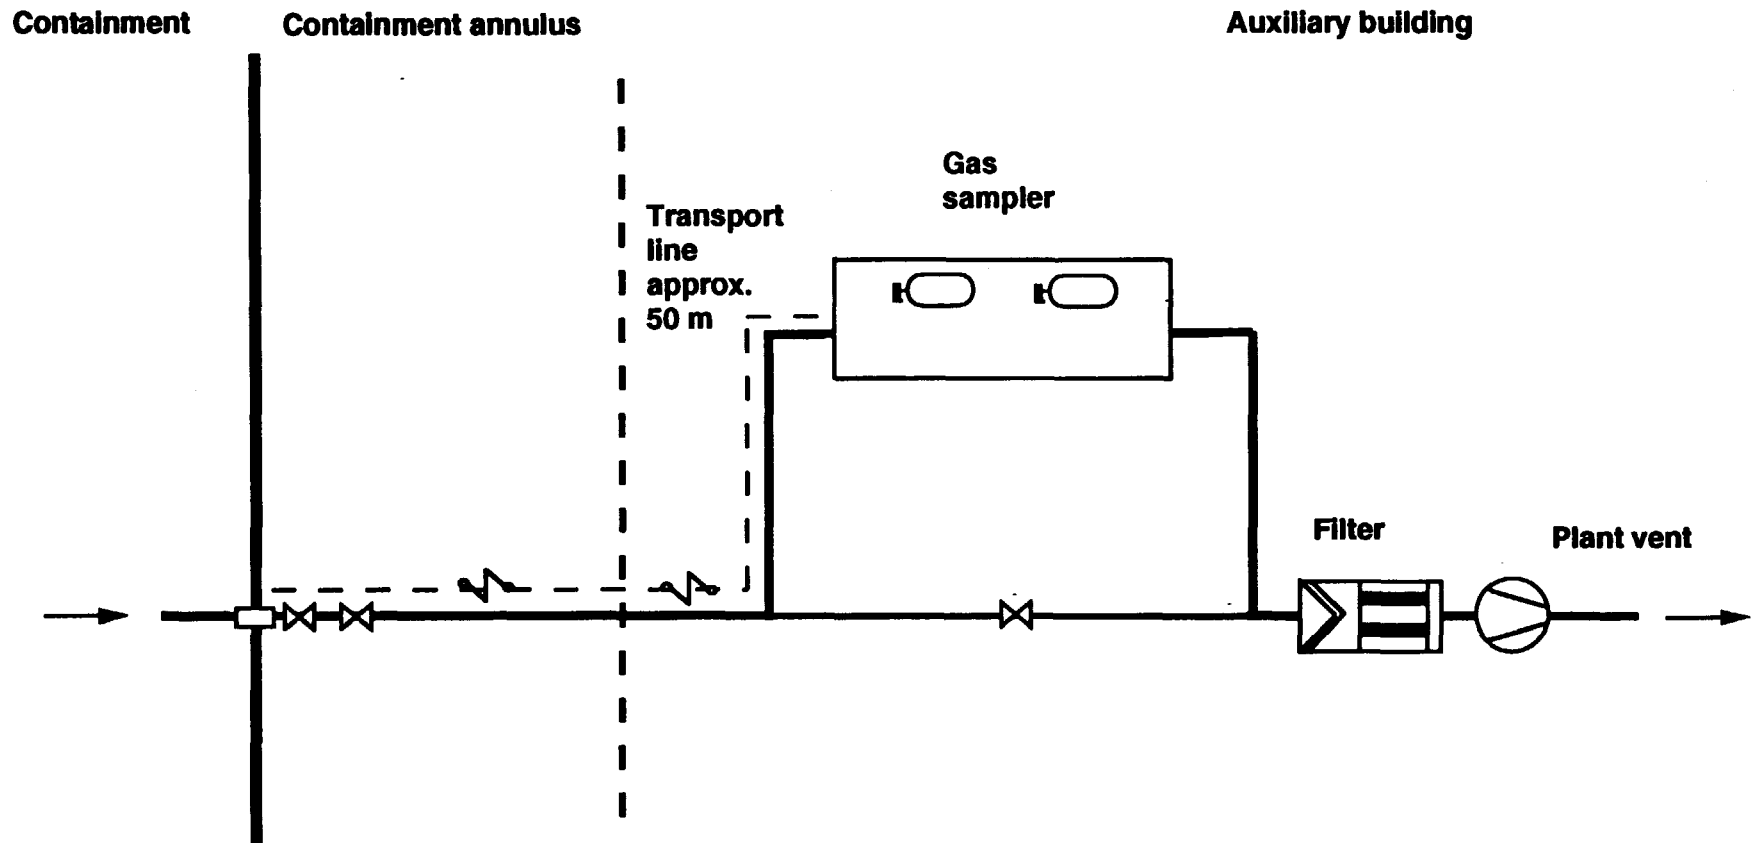 Containment
Containment annulus
Auxiliary building
Gas
sampler
Transport
line
approx.
50 m
Filter
Plant vent